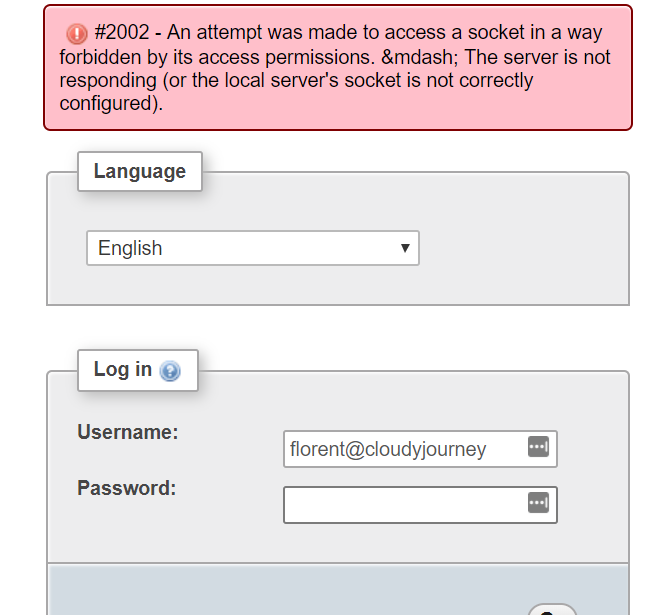 #2002 - An attempt was made to access a socket in a way
forbidden by its access permissions. &mdash; The server is not
responding (or the local server's socket is not correctly
configured).
Language
English
Log in
Username:
florent@cloudyjourney
Password: